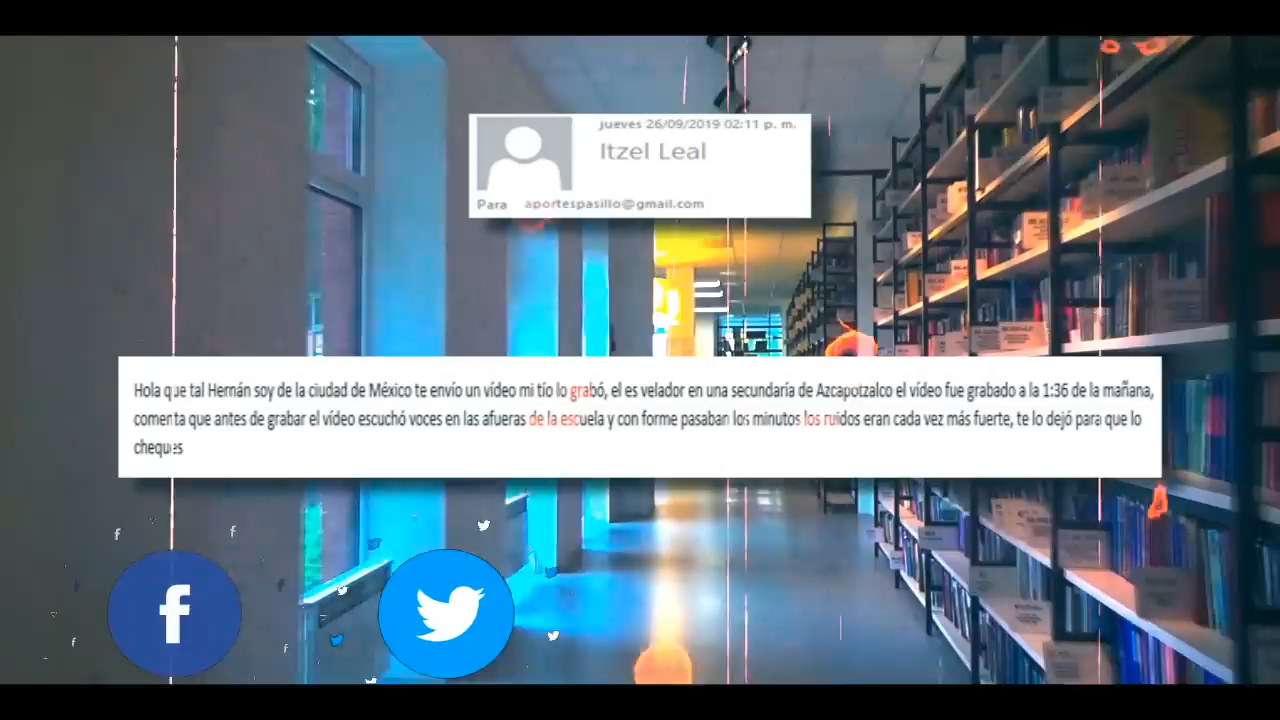 jueves 26/09/2019 02:11 p. m.
Itzel Leal
Para aportespasillo@gmail.com
Hola que tal Hernán soy de la ciudad de México te envío un vídeo mi tío lo grabó, el es velador en una secundaría de Azcapotzalco el vídeo fue grabado a la 1:36 de la mañana,
comenta que antes de grabar el vídeo escuchó voces en las afueras de la escuela y con forme pasaban los minutos los ruidos eran cada vez más fuerte, te lo dejó para que lo
cheques